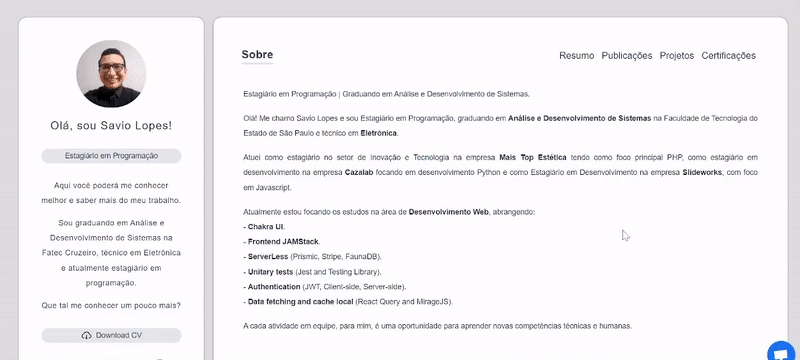 Olá, sou Savio Lopes!
Estagiário em Programação
Aqui você poderá me conhecer
melhor e saber mais do meu trabalho.
Sou graduando em Análise e
Desenvolvimento de Sistemas na
Fatec Cruzeiro, técnico em Eletrônica
e atualmente estagiário em
programação.
Que tal me conhecer um pouco mais?
Download CV
Sobre
Resumo Publicações Projetos Certificações
Estagiário em Programação | Graduando em Análise e Desenvolvimento de Sistemas.
Olá! Me chamo Savio Lopes e sou Estagiário em Programação, graduando em Análise e Desenvolvimento de Sistemas na Faculdade de Tecnologia do
Estado de São Paulo e técnico em Eletrônica.
Atuei como estagiário no setor de Inovação e Tecnologia na empresa Mais Top Estética tendo como foco principal PHP, como estagiário em
desenvolvimento na empresa Cazalab focando em desenvolvimento Python e como Estagiário em Desenvolvimento na empresa Slideworks, com foco
em Javascript.
Atualmente estou focando os estudos na área de Desenvolvimento Web, abrangendo:
- Chakra UI.
- Frontend JAMStack.
- ServerLess (Prismic, Stripe, FaunaDB).
- Unitary tests (Jest and Testing Library).
- Authentication (JWT, Client-side, Server-side).
- Data fetching and cache local (React Query and MirageJS).
A cada atividade em equipe, para mim, é uma oportunidade para aprender novas competências técnicas e humanas.